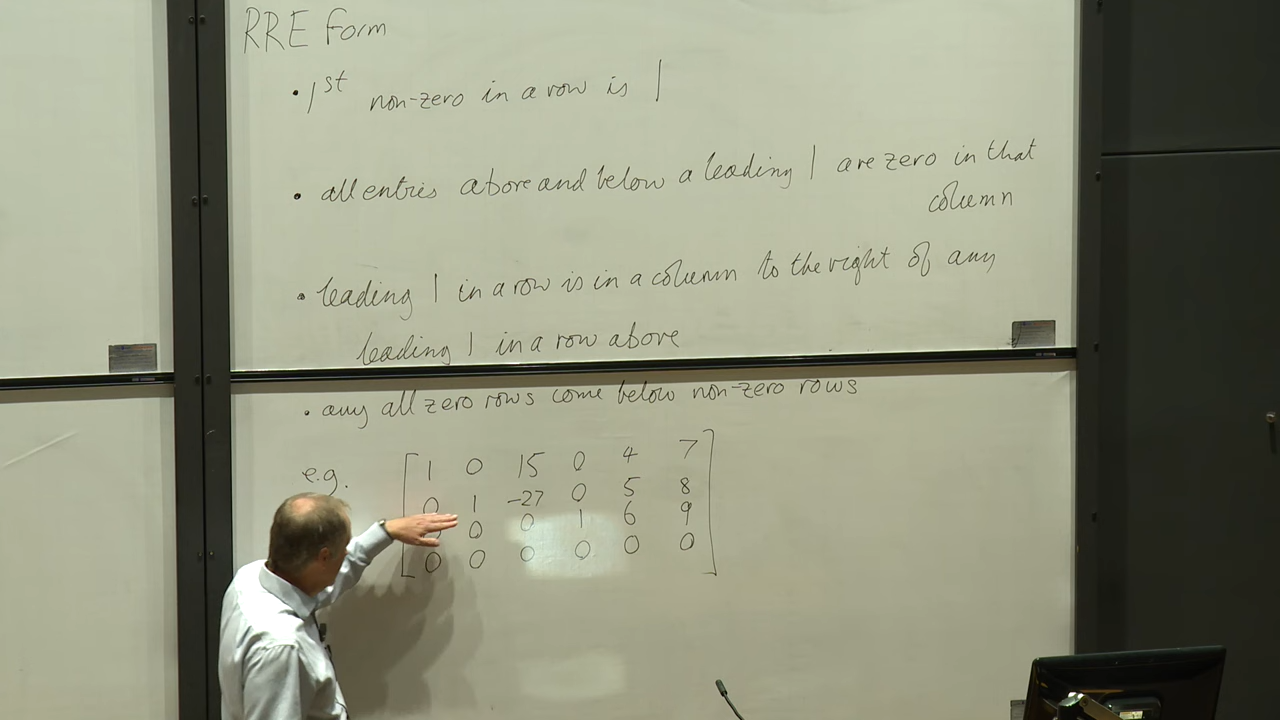 RRE form
• 1st non-zero in a row is 1
• all entries above and below a leading 1 are zero in that
column
• leading 1 in a row is in a column to the right of any
leading 1 in a row above
• any all zero rows come below non-zero rows
e.g.
1 0 15 0 4 7
0 1 -27 0 5 8
0 0 0 1 6 9
0 0 0 0 0 0